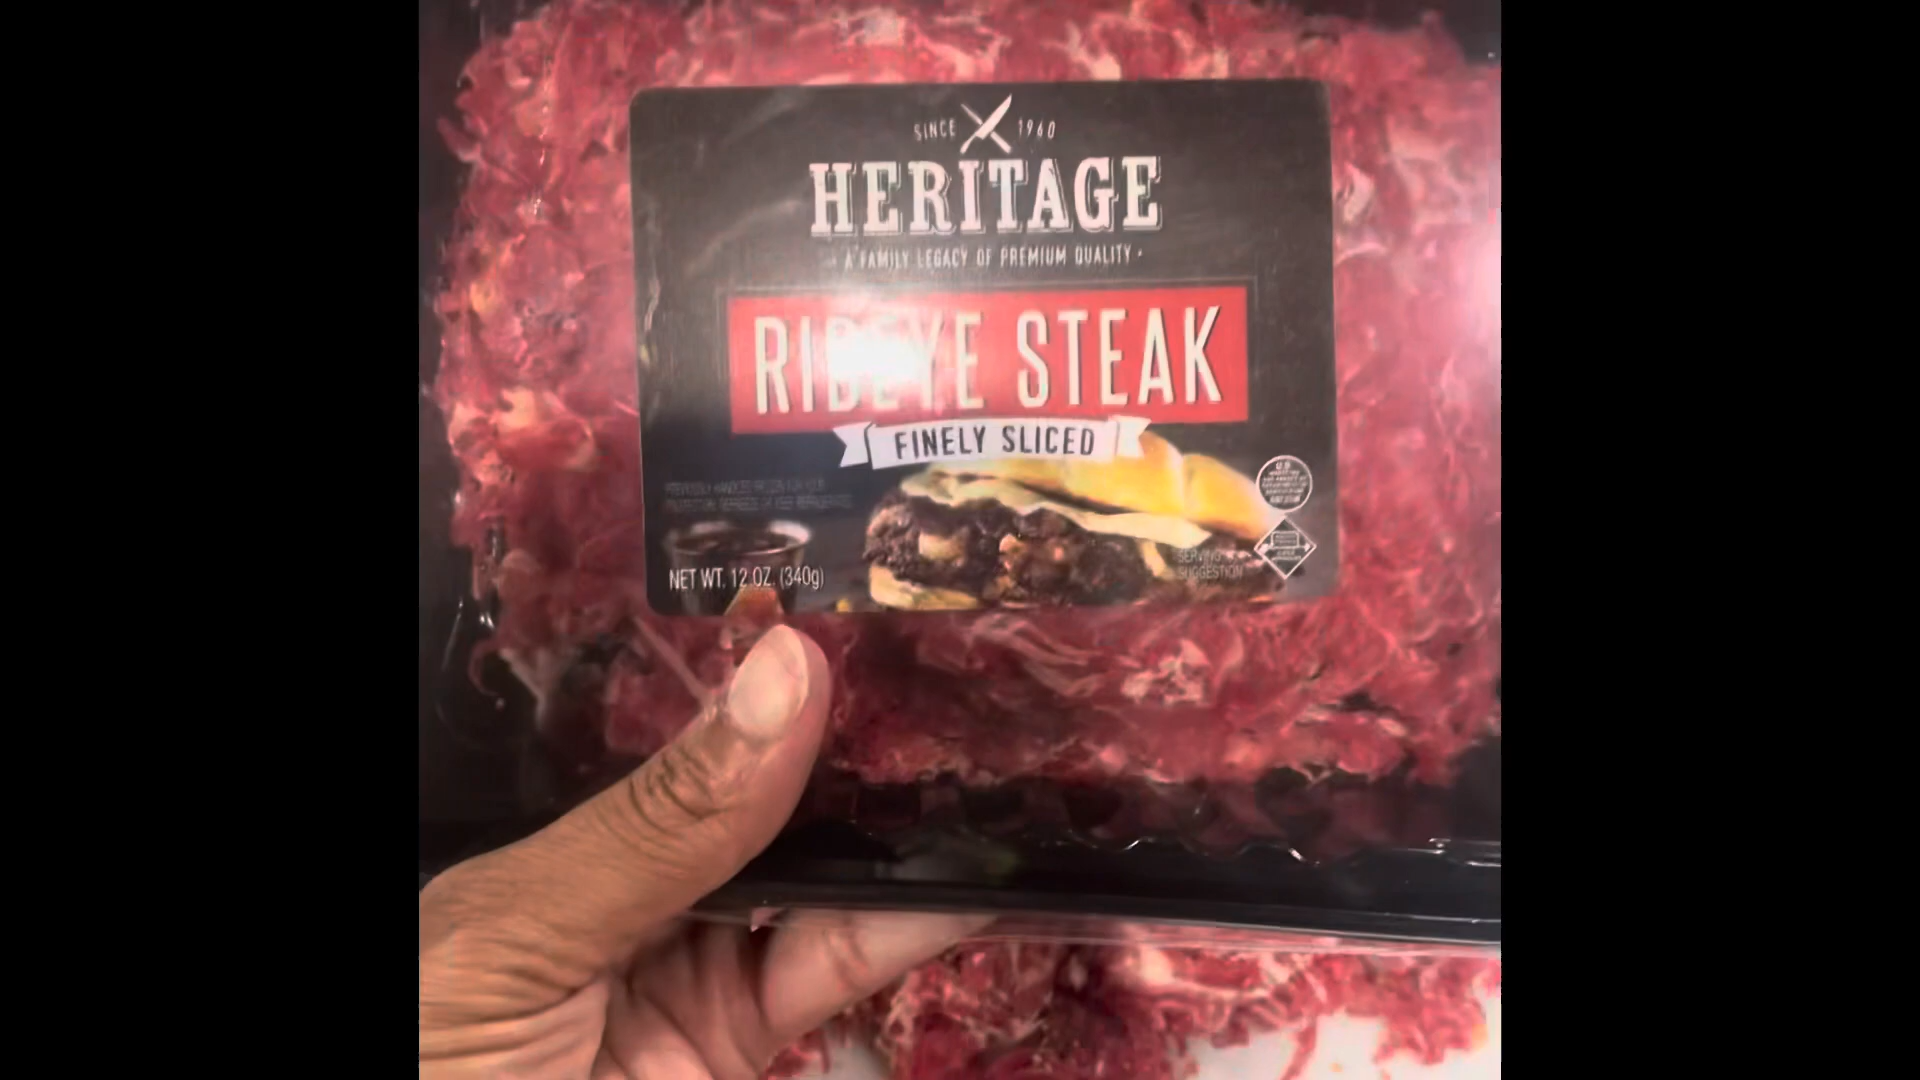 SINCE 1960
HERITAGE
· A FAMILY LEGACY OF PREMIUM QUALITY ·
RIBEYE STEAK
FINELY SLICED
NET WT. 12 OZ. (340g)
SERVING
SUGGESTION